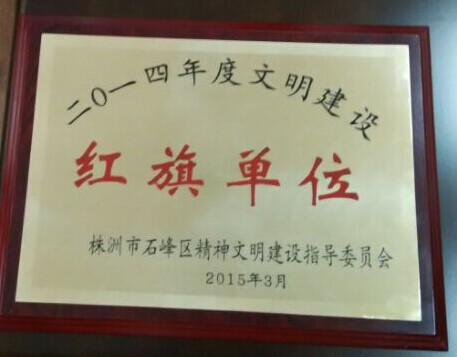 二〇一四年度文明建设
红旗单位
株洲市石峰区精神文明建设指导委员会
2015年3月